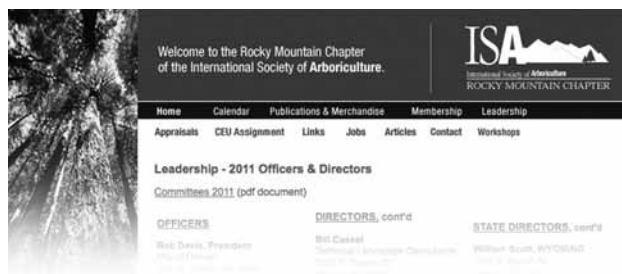 Welcome to the Rocky Mountain Chapter
of the International Society of Arboriculture.
ISA
International Society of Arboriculture
ROCKY MOUNTAIN CHAPTER
Home Calendar Publications & Merchandise Membership Leadership
Appraisals CEU Assignment Links Jobs Articles Contact Workshops
Leadership - 2011 Officers & Directors
Committees 2011 (pdf document)
OFFICERS
Rob Davis, President
DIRECTORS, cont'd
Bill Cassel
STATE DIRECTORS, cont'd
William Scott, WYOMING